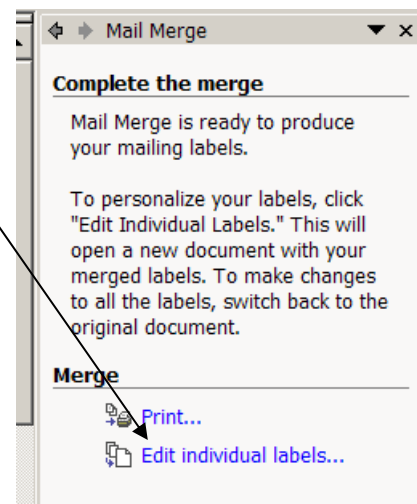 Mail Merge
Complete the merge
Mail Merge is ready to produce
your mailing labels.
To personalize your labels, click
"Edit Individual Labels." This will
open a new document with your
merged labels. To make changes
to all the labels, switch back to the
original document.
Merge
Print...
Edit individual labels...